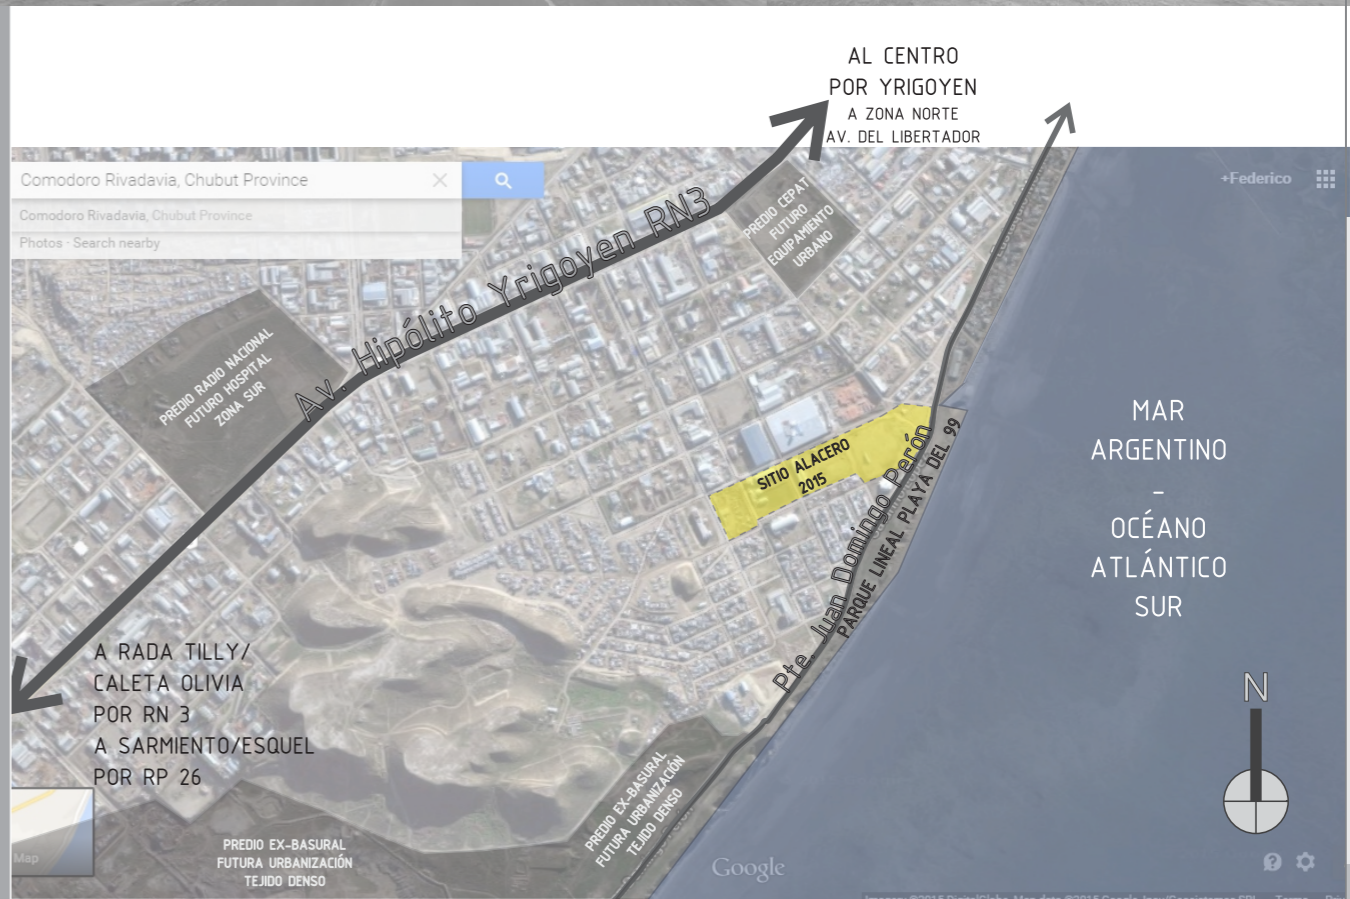 AL CENTRO
POR YRIGOYEN
A ZONA NORTE
AV. DEL LIBERTADOR
Comodoro Rivadavia, Chubut Province
Comodoro Rivadavia, Chubut Province
Photos · Search nearby
+Federico
Av. Hipólito Yrigoyen RN3
PREDIO CEPAT
FUTURO
EQUIPAMIENTO
URBANO
PREDIO RADIO NACIONAL
FUTURO HOSPITAL
ZONA SUR
SITIO ALACERO
2015
Pte. Juan Domingo Perón
PARQUE LINEAL PLAYA DEL 99
MAR
ARGENTINO
-
OCÉANO
ATLÁNTICO
SUR
A RADA TILLY/
CALETA OLIVIA
POR RN 3
A SARMIENTO/ESQUEL
POR RP 26
N
PREDIO EX-BASURAL
FUTURA URBANIZACIÓN
TEJIDO DENSO
PREDIO EX-BASURAL
FUTURA URBANIZACIÓN
TEJIDO DENSO
Map
Google